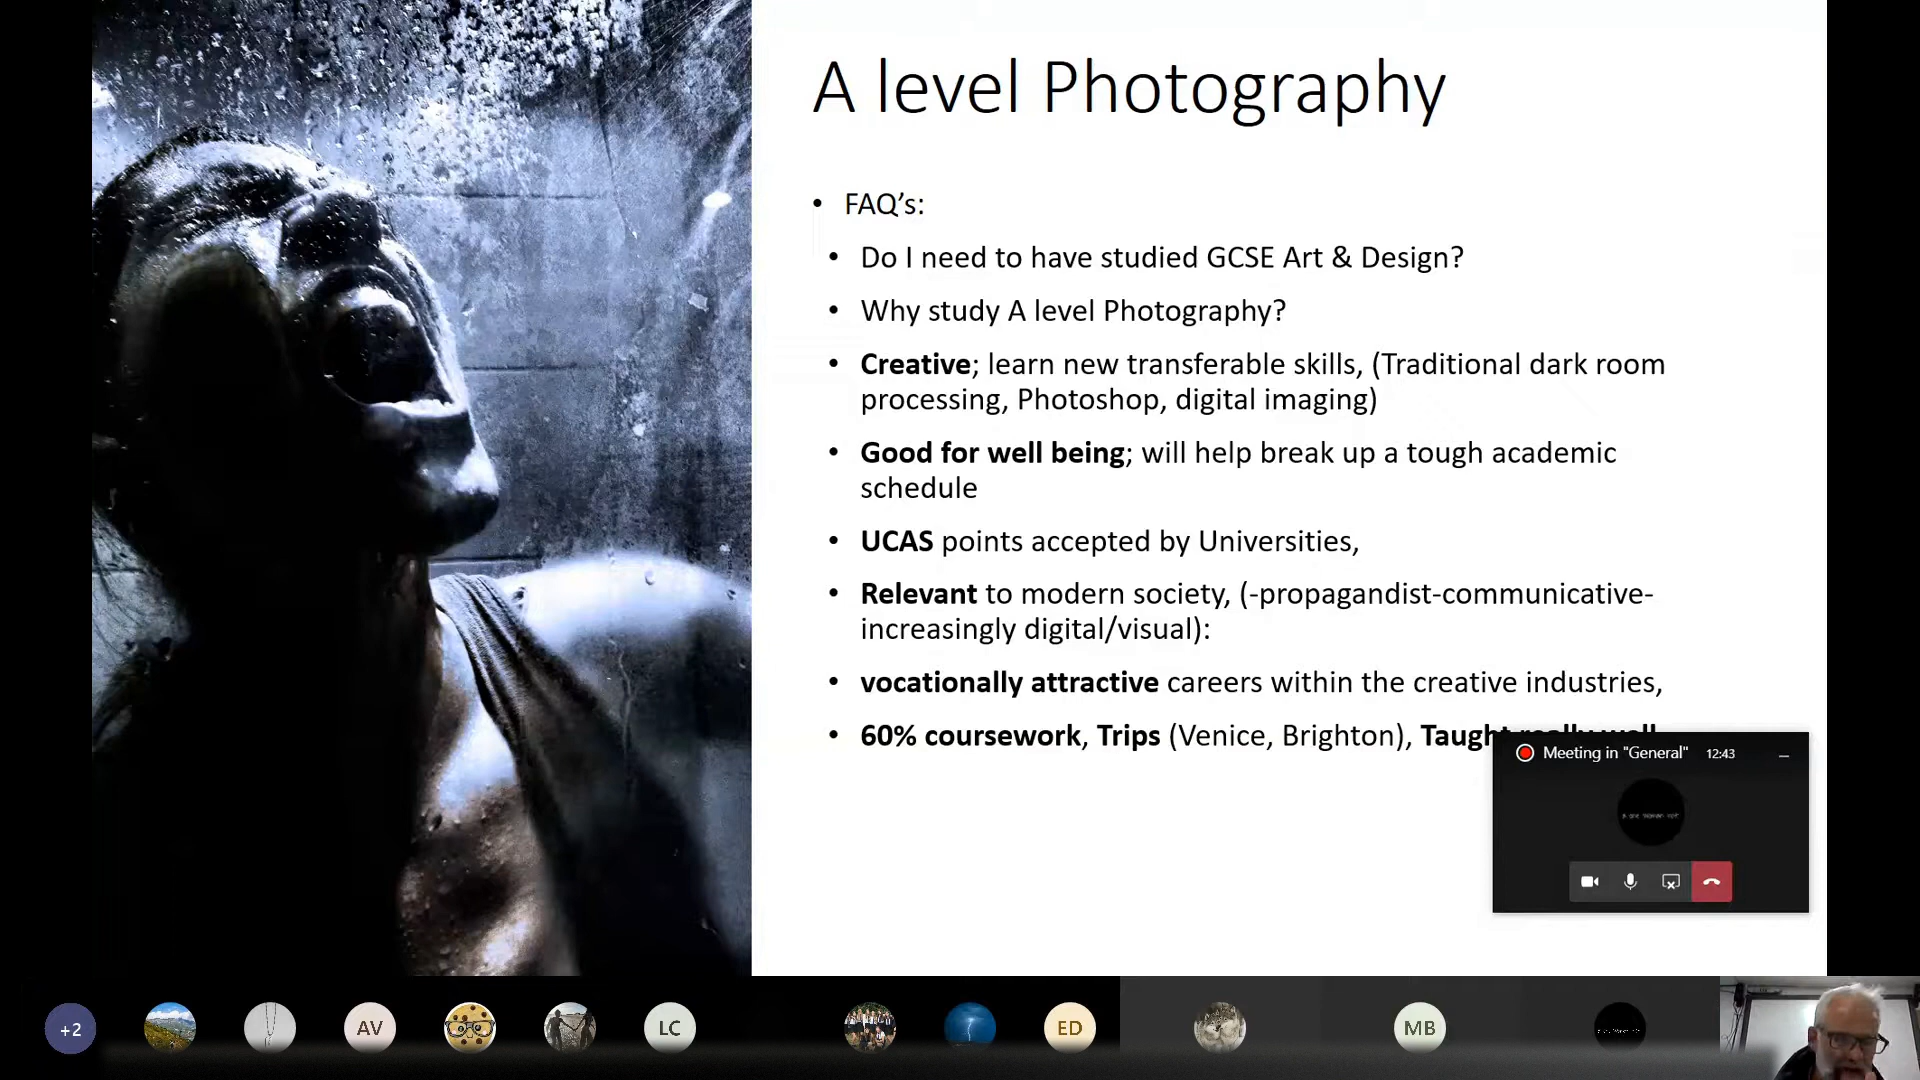 A level Photography
• FAQ’s:
• Do I need to have studied GCSE Art & Design?
• Why study A level Photography?
• Creative; learn new transferable skills, (Traditional dark room
processing, Photoshop, digital imaging)
• Good for well being; will help break up a tough academic
schedule
• UCAS points accepted by Universities,
• Relevant to modern society, (-propagandist-communicative-
increasingly digital/visual):
• vocationally attractive careers within the creative industries,
• 60% coursework, Trips (Venice, Brighton), Taught really well
Meeting in "General" 12:43
+2 AV LC ED MB